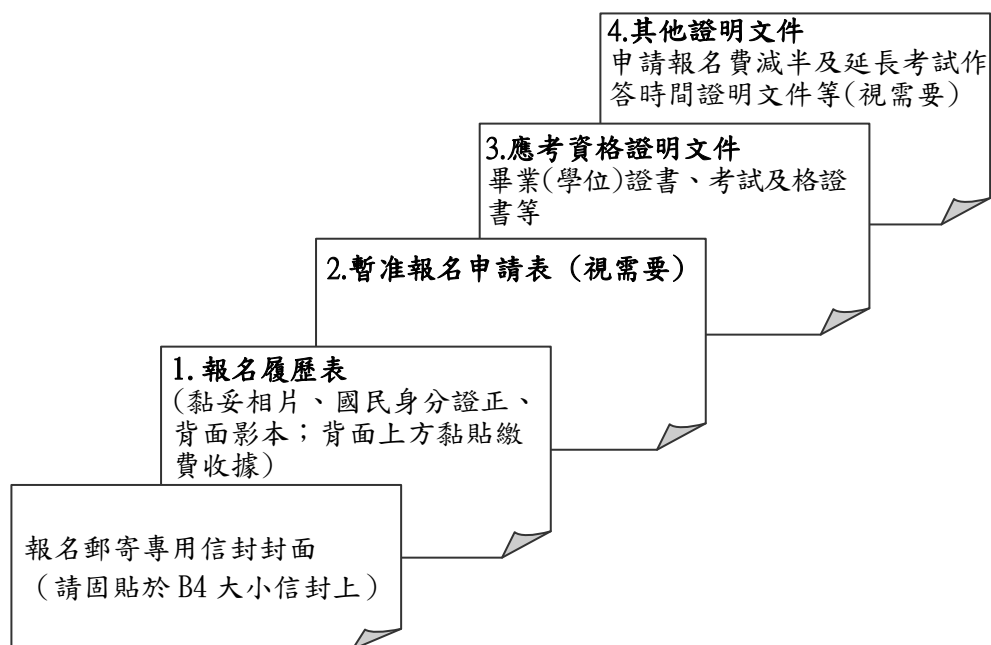 4.其他證明文件
申請報名費減半及延長考試作
答時間證明文件等(視需要)
3.應考資格證明文件
畢業(學位)證書、考試及格證
書等
2.暫准報名申請表（視需要）
1.報名履歷表
(黏妥相片、國民身分證正、
背面影本；背面上方黏貼繳
費收據)
報名郵寄專用信封封面
（請固貼於 B4 大小信封上）